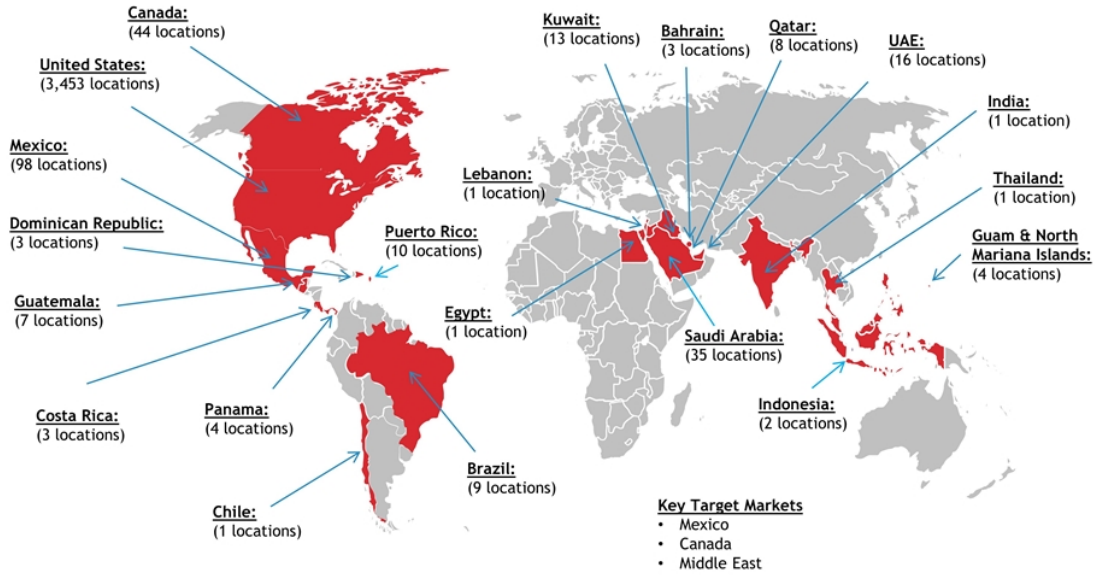 Canada:
(44 locations)
United States:
(3,453 locations)
Mexico:
(98 locations)
Dominican Republic:
(3 locations)
Puerto Rico:
(10 locations)
Guatemala:
(7 locations)
Costa Rica:
(3 locations)
Panama:
(4 locations)
Chile:
(1 locations)
Brazil:
(9 locations)
Kuwait:
(13 locations)
Bahrain:
(3 locations)
Qatar:
(8 locations)
UAE:
(16 locations)
India:
(1 location)
Lebanon:
(1 location)
Thailand:
(1 location)
Guam & North
Mariana Islands:
(4 locations)
Egypt:
(1 location)
Saudi Arabia:
(35 locations)
Indonesia:
(2 locations)
Key Target Markets
• Mexico
• Canada
• Middle East